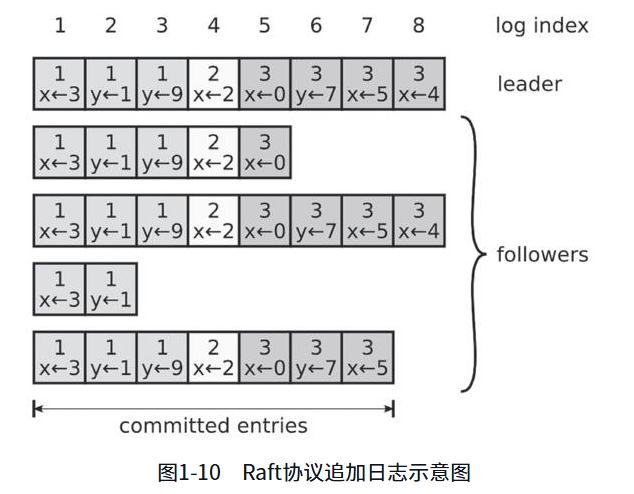 1 2 3 4 5 6 7 8 log index
1 1 1 2 3 3 3 3
x←3 y←1 y←9 x←2 x←0 y←7 x←5 x←4
leader
1 1 1 2 3
x←3 y←1 y←9 x←2 x←0
1 1 1 2 3 3 3 3
x←3 y←1 y←9 x←2 x←0 y←7 x←5 x←4
followers
1 1
x←3 y←1
1 1 1 2 3 3 3
x←3 y←1 y←9 x←2 x←0 y←7 x←5
committed entries
图1-10 Raft协议追加日志示意图